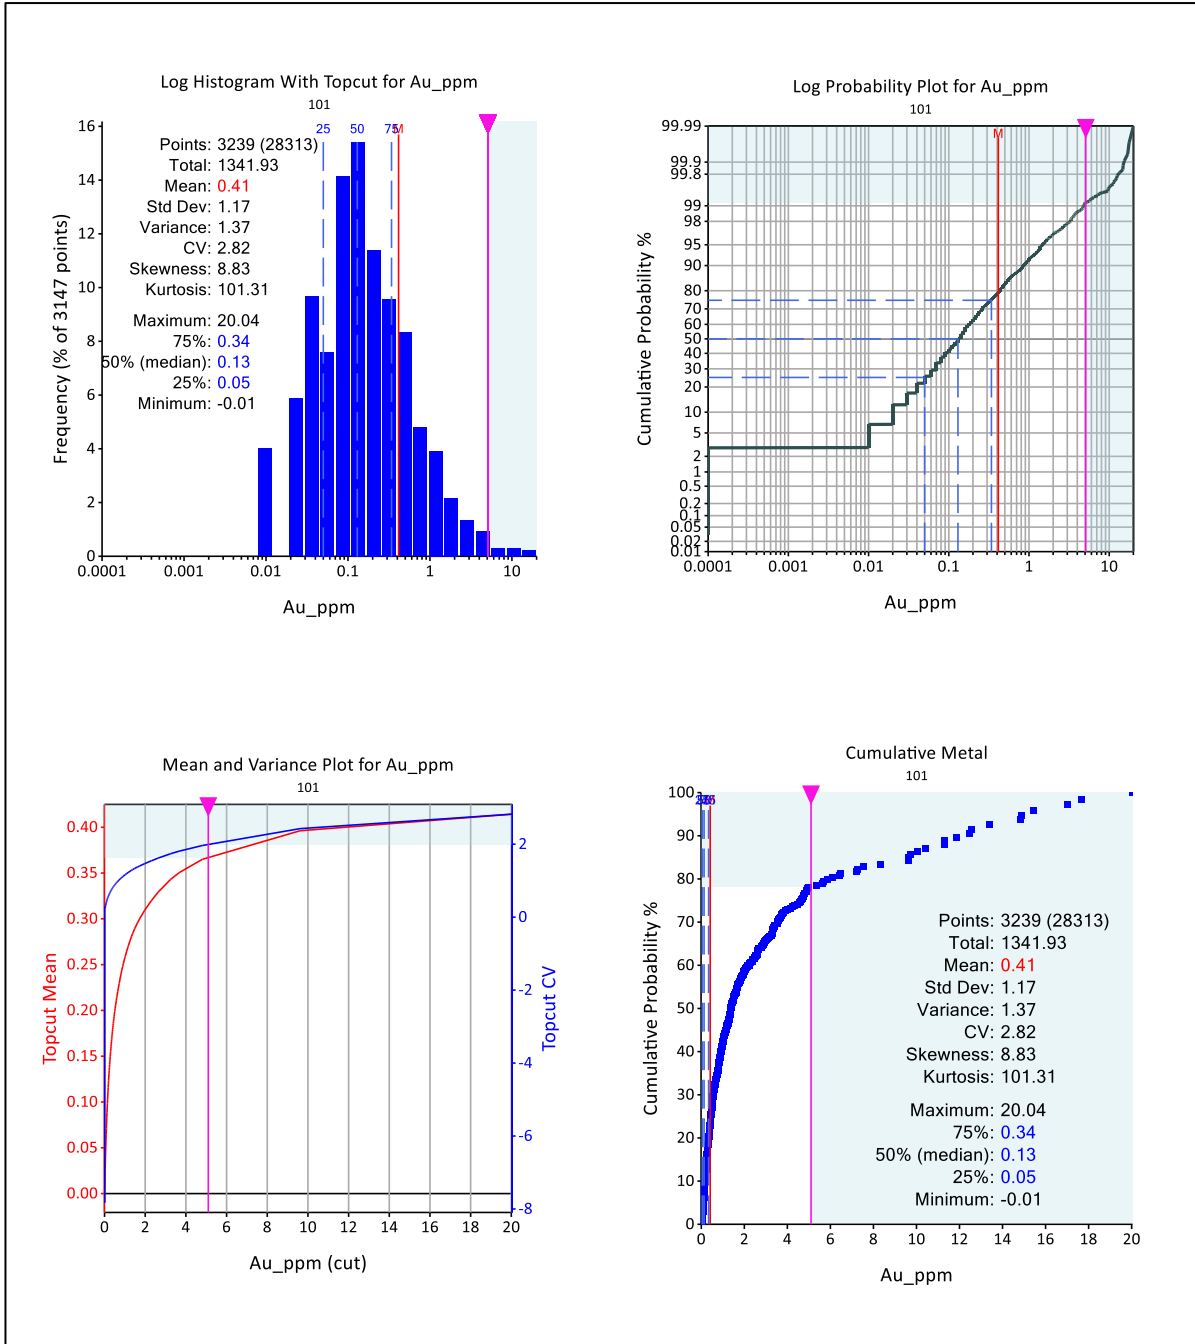 Log Histogram With Topcut for Au_ppm
101
25 50 75 M
16
14
12
10
8
6
4
2
0
Frequency (% of 3147 points)
Points: 3239 (28313)
Total: 1341.93
Mean: 0.41
Std Dev: 1.17
Variance: 1.37
CV: 2.82
Skewness: 8.83
Kurtosis: 101.31
Maximum: 20.04
75%: 0.34
50% (median): 0.13
25%: 0.05
Minimum: -0.01
0.0001 0.001 0.01 0.1 1 10
Au_ppm
Log Probability Plot for Au_ppm
101
M
99.99
99.9
99.8
99
98
95
90
80
70
60
50
40
30
20
10
5
2
1
0.5
0.2
0.1
0.05
0.02
0.01
Cumulative Probability %
0.0001 0.001 0.01 0.1 1 10
Au_ppm
Mean and Variance Plot for Au_ppm
101
0.40
0.35
0.30
0.25
0.20
0.15
0.10
0.05
0.00
Topcut Mean
2
0
-2
-4
-6
-8
Topcut CV
0 2 4 6 8 10 12 14 16 18 20
Au_ppm (cut)
Cumulative Metal
101
100
90
80
70
60
50
40
30
20
10
0
Cumulative Probability %
Points: 3239 (28313)
Total: 1341.93
Mean: 0.41
Std Dev: 1.17
Variance: 1.37
CV: 2.82
Skewness: 8.83
Kurtosis: 101.31
Maximum: 20.04
75%: 0.34
50% (median): 0.13
25%: 0.05
Minimum: -0.01
0 2 4 6 8 10 12 14 16 18 20
Au_ppm